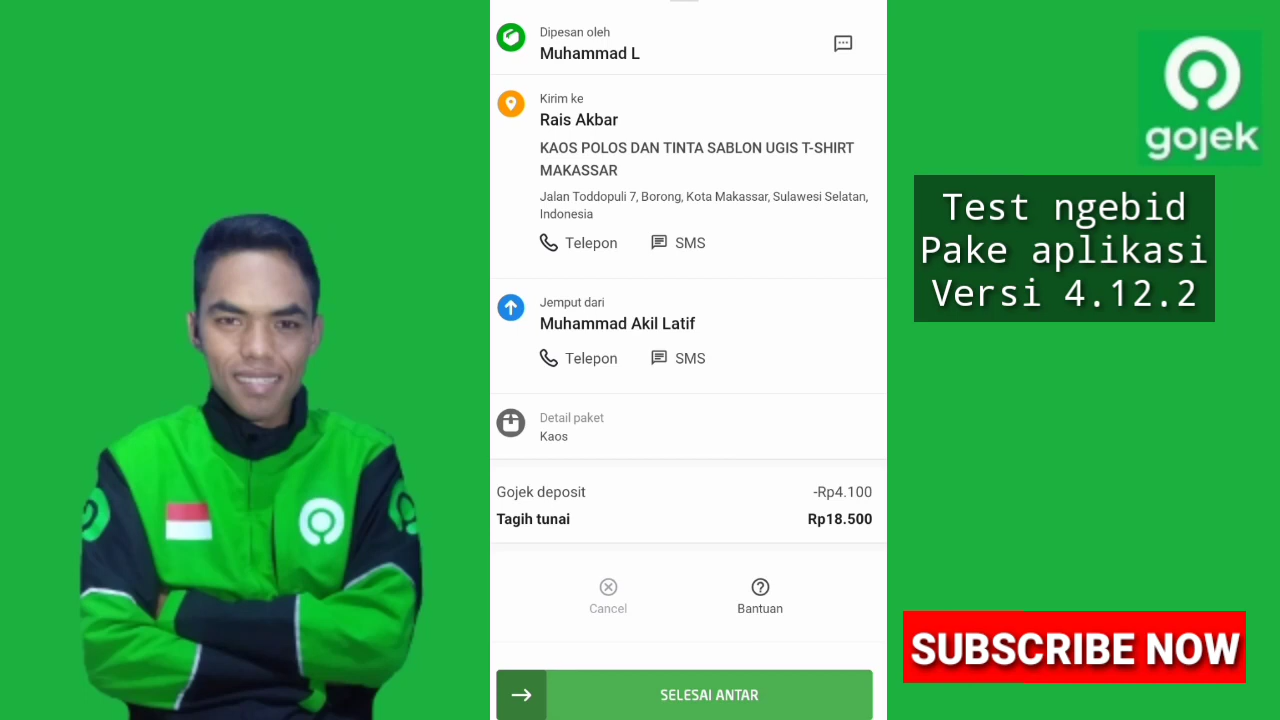 Dipesan oleh
Muhammad L
Kirim ke
Rais Akbar
KAOS POLOS DAN TINTA SABLON UGIS T-SHIRT
MAKASSAR
Jalan Toddopuli 7, Borong, Kota Makassar, Sulawesi Selatan,
Indonesia
Telepon SMS
Jemput dari
Muhammad Akil Latif
Telepon SMS
Detail paket
Kaos
Gojek deposit -Rp4.100
Tagih tunai Rp18.500
Cancel Bantuan
SELESAI ANTAR
gojek
Test ngebid
Pake aplikasi
Versi 4.12.2
SUBSCRIBE NOW